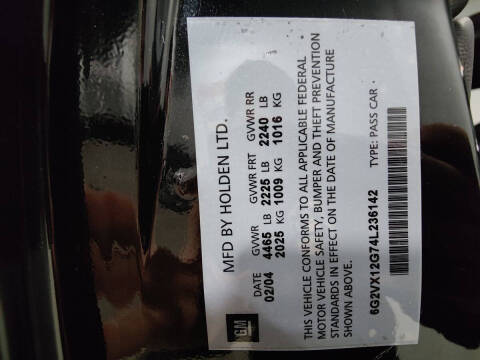 MFD BY HOLDEN LTD.
DATE GVWR GVWR FRT GVWR RR
02/04 4465 LB 2225 LB 2240 LB
2025 KG 1009 KG 1016 KG
THIS VEHICLE CONFORMS TO ALL APPLICABLE FEDERAL
MOTOR VEHICLE SAFETY, BUMPER AND THEFT PREVENTION
STANDARDS IN EFFECT ON THE DATE OF MANUFACTURE
SHOWN ABOVE.
6G2VX12G74L236142 TYPE: PASS CAR
GM